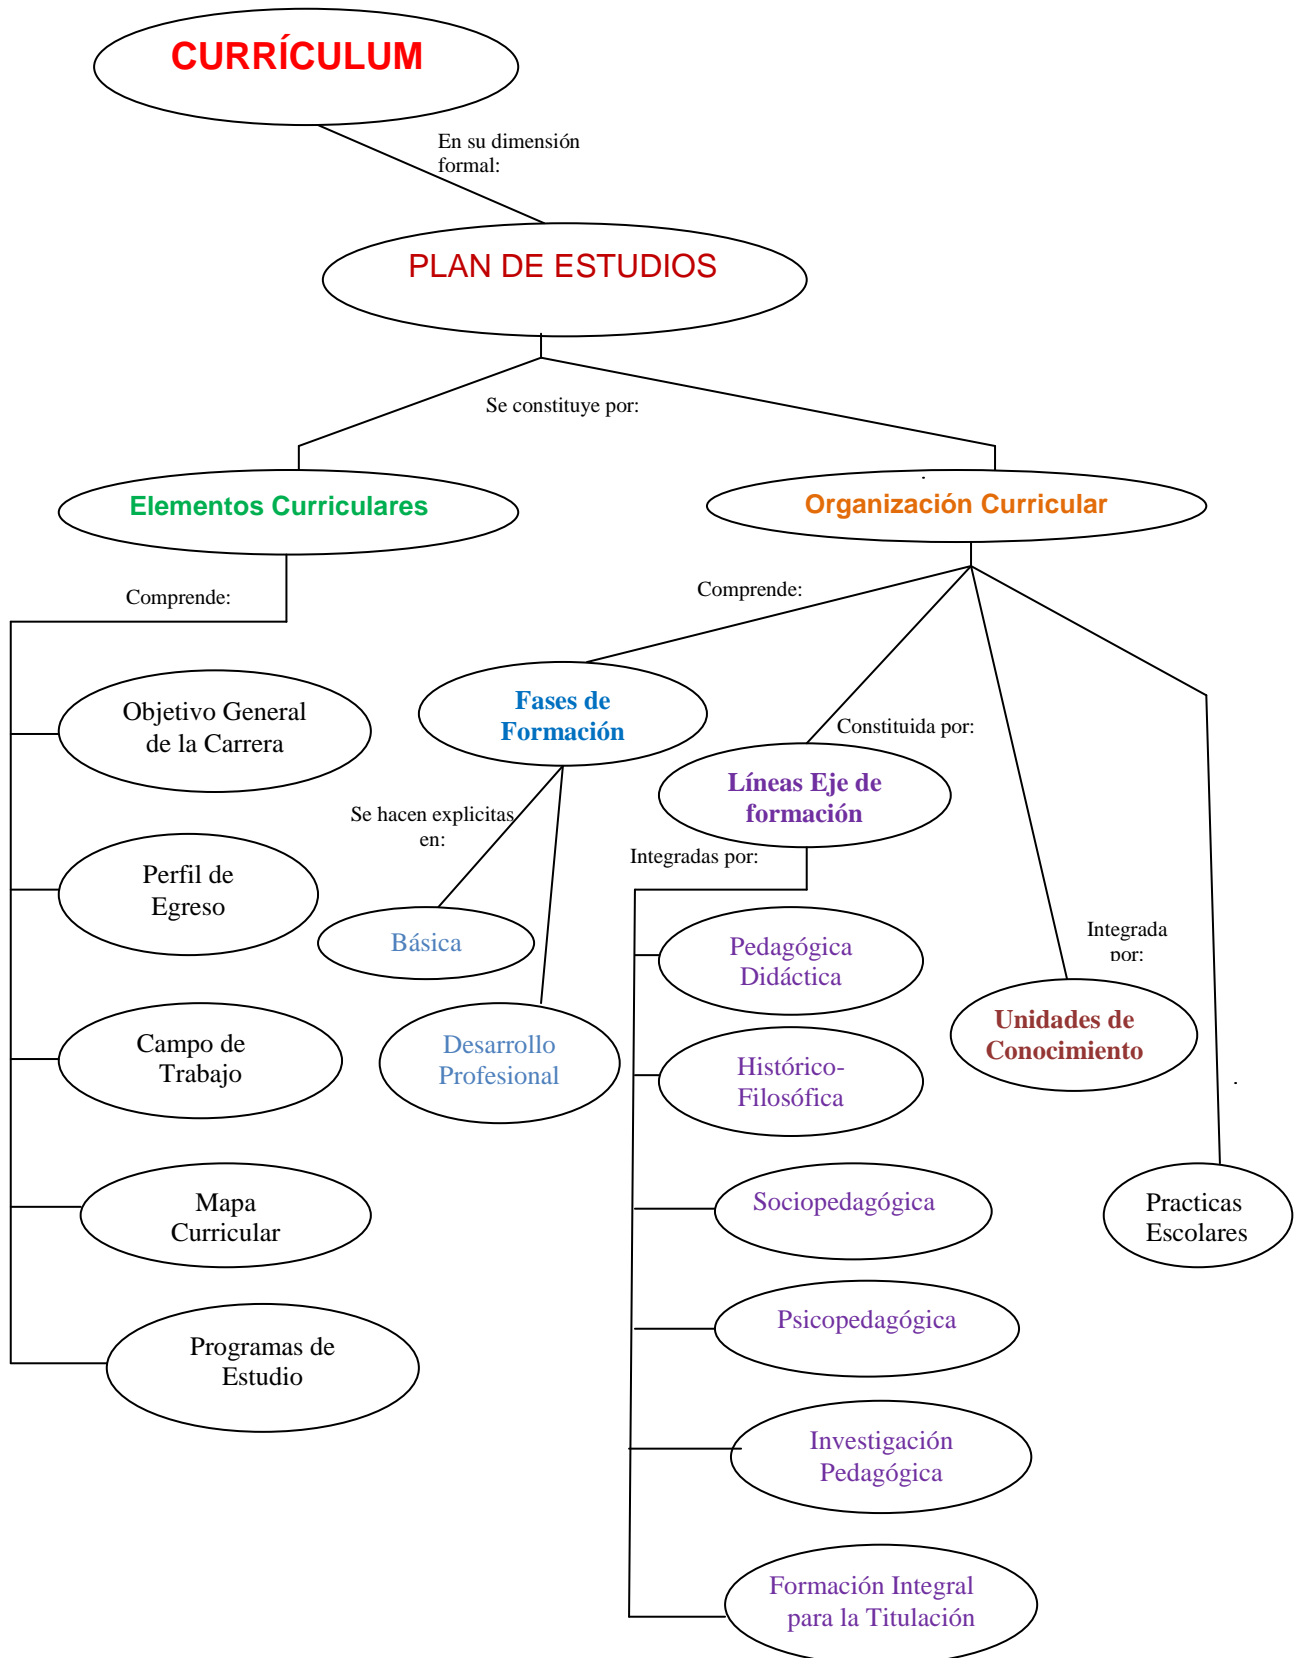 CURRÍCULUM
En su dimensión
formal:
PLAN DE ESTUDIOS
Se constituye por:
Elementos Curriculares
Organización Curricular
Comprende:
Comprende:
Objetivo General
de la Carrera
Fases de
Formación
Constituida por:
Líneas Eje de
formación
Se hacen explicitas
en:
Integradas por:
Perfil de
Egreso
Básica
Pedagógica
Didáctica
Integrada
por:
Campo de
Trabajo
Desarrollo
Profesional
Histórico-
Filosófica
Unidades de
Conocimiento
Mapa
Curricular
Sociopedagógica
Practicas
Escolares
Psicopedagógica
Programas de
Estudio
Investigación
Pedagógica
Formación Integral
para la Titulación